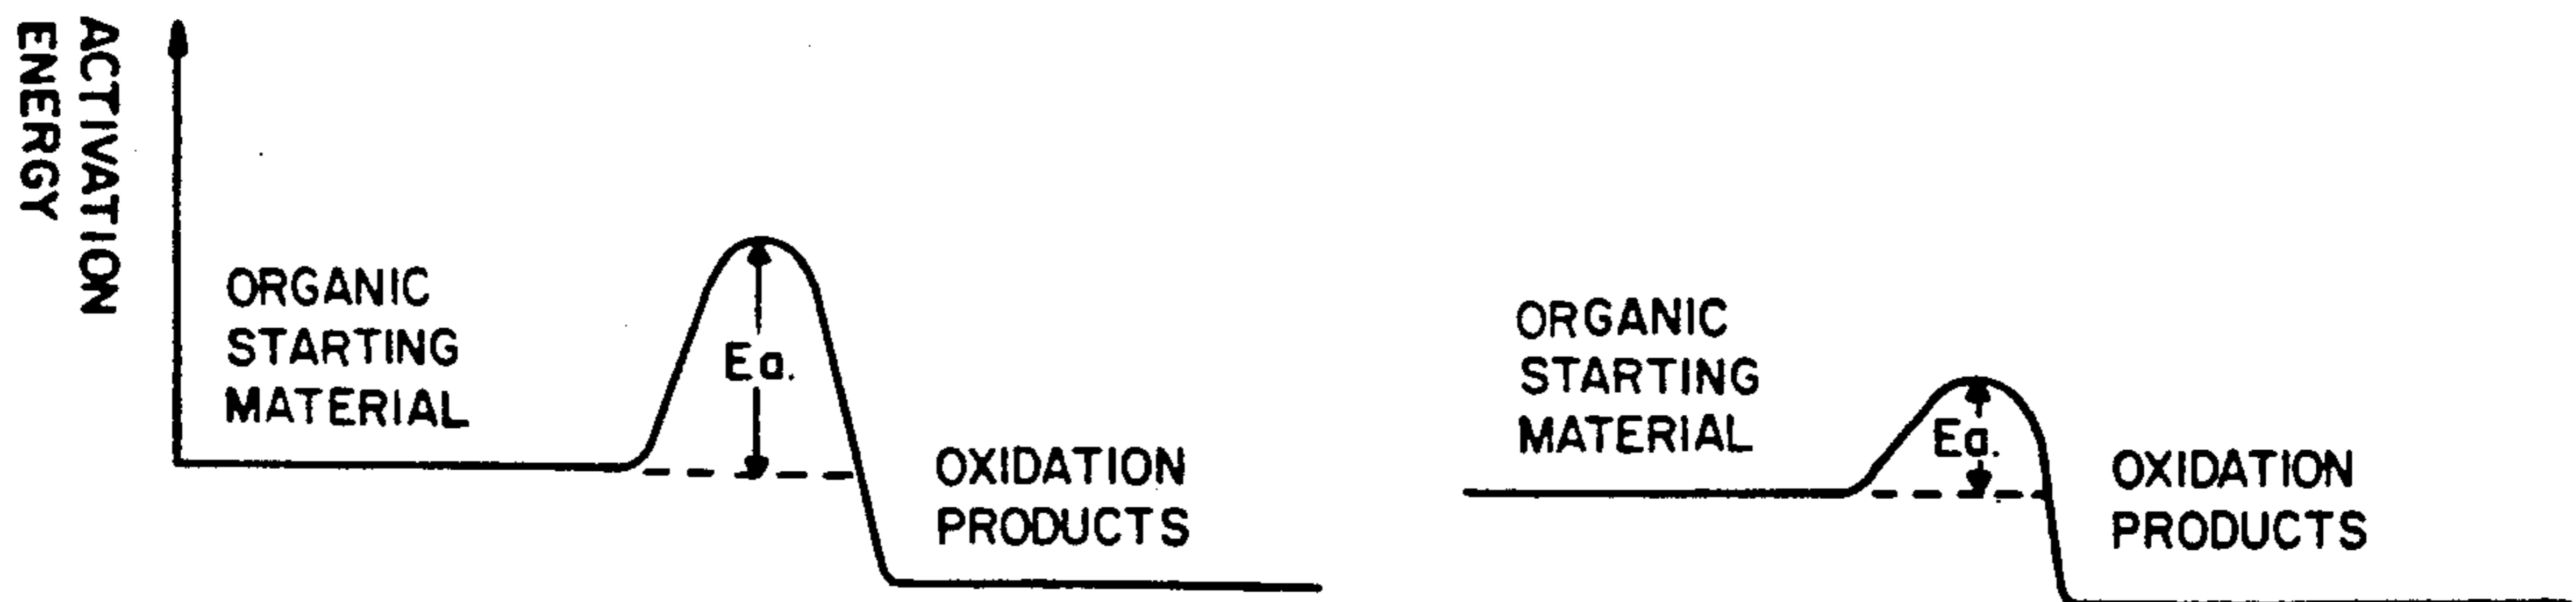 ACTIVATION
ENERGY
ORGANIC
STARTING
MATERIAL
Ea.
OXIDATION
PRODUCTS
ORGANIC
STARTING
MATERIAL
Ea.
OXIDATION
PRODUCTS